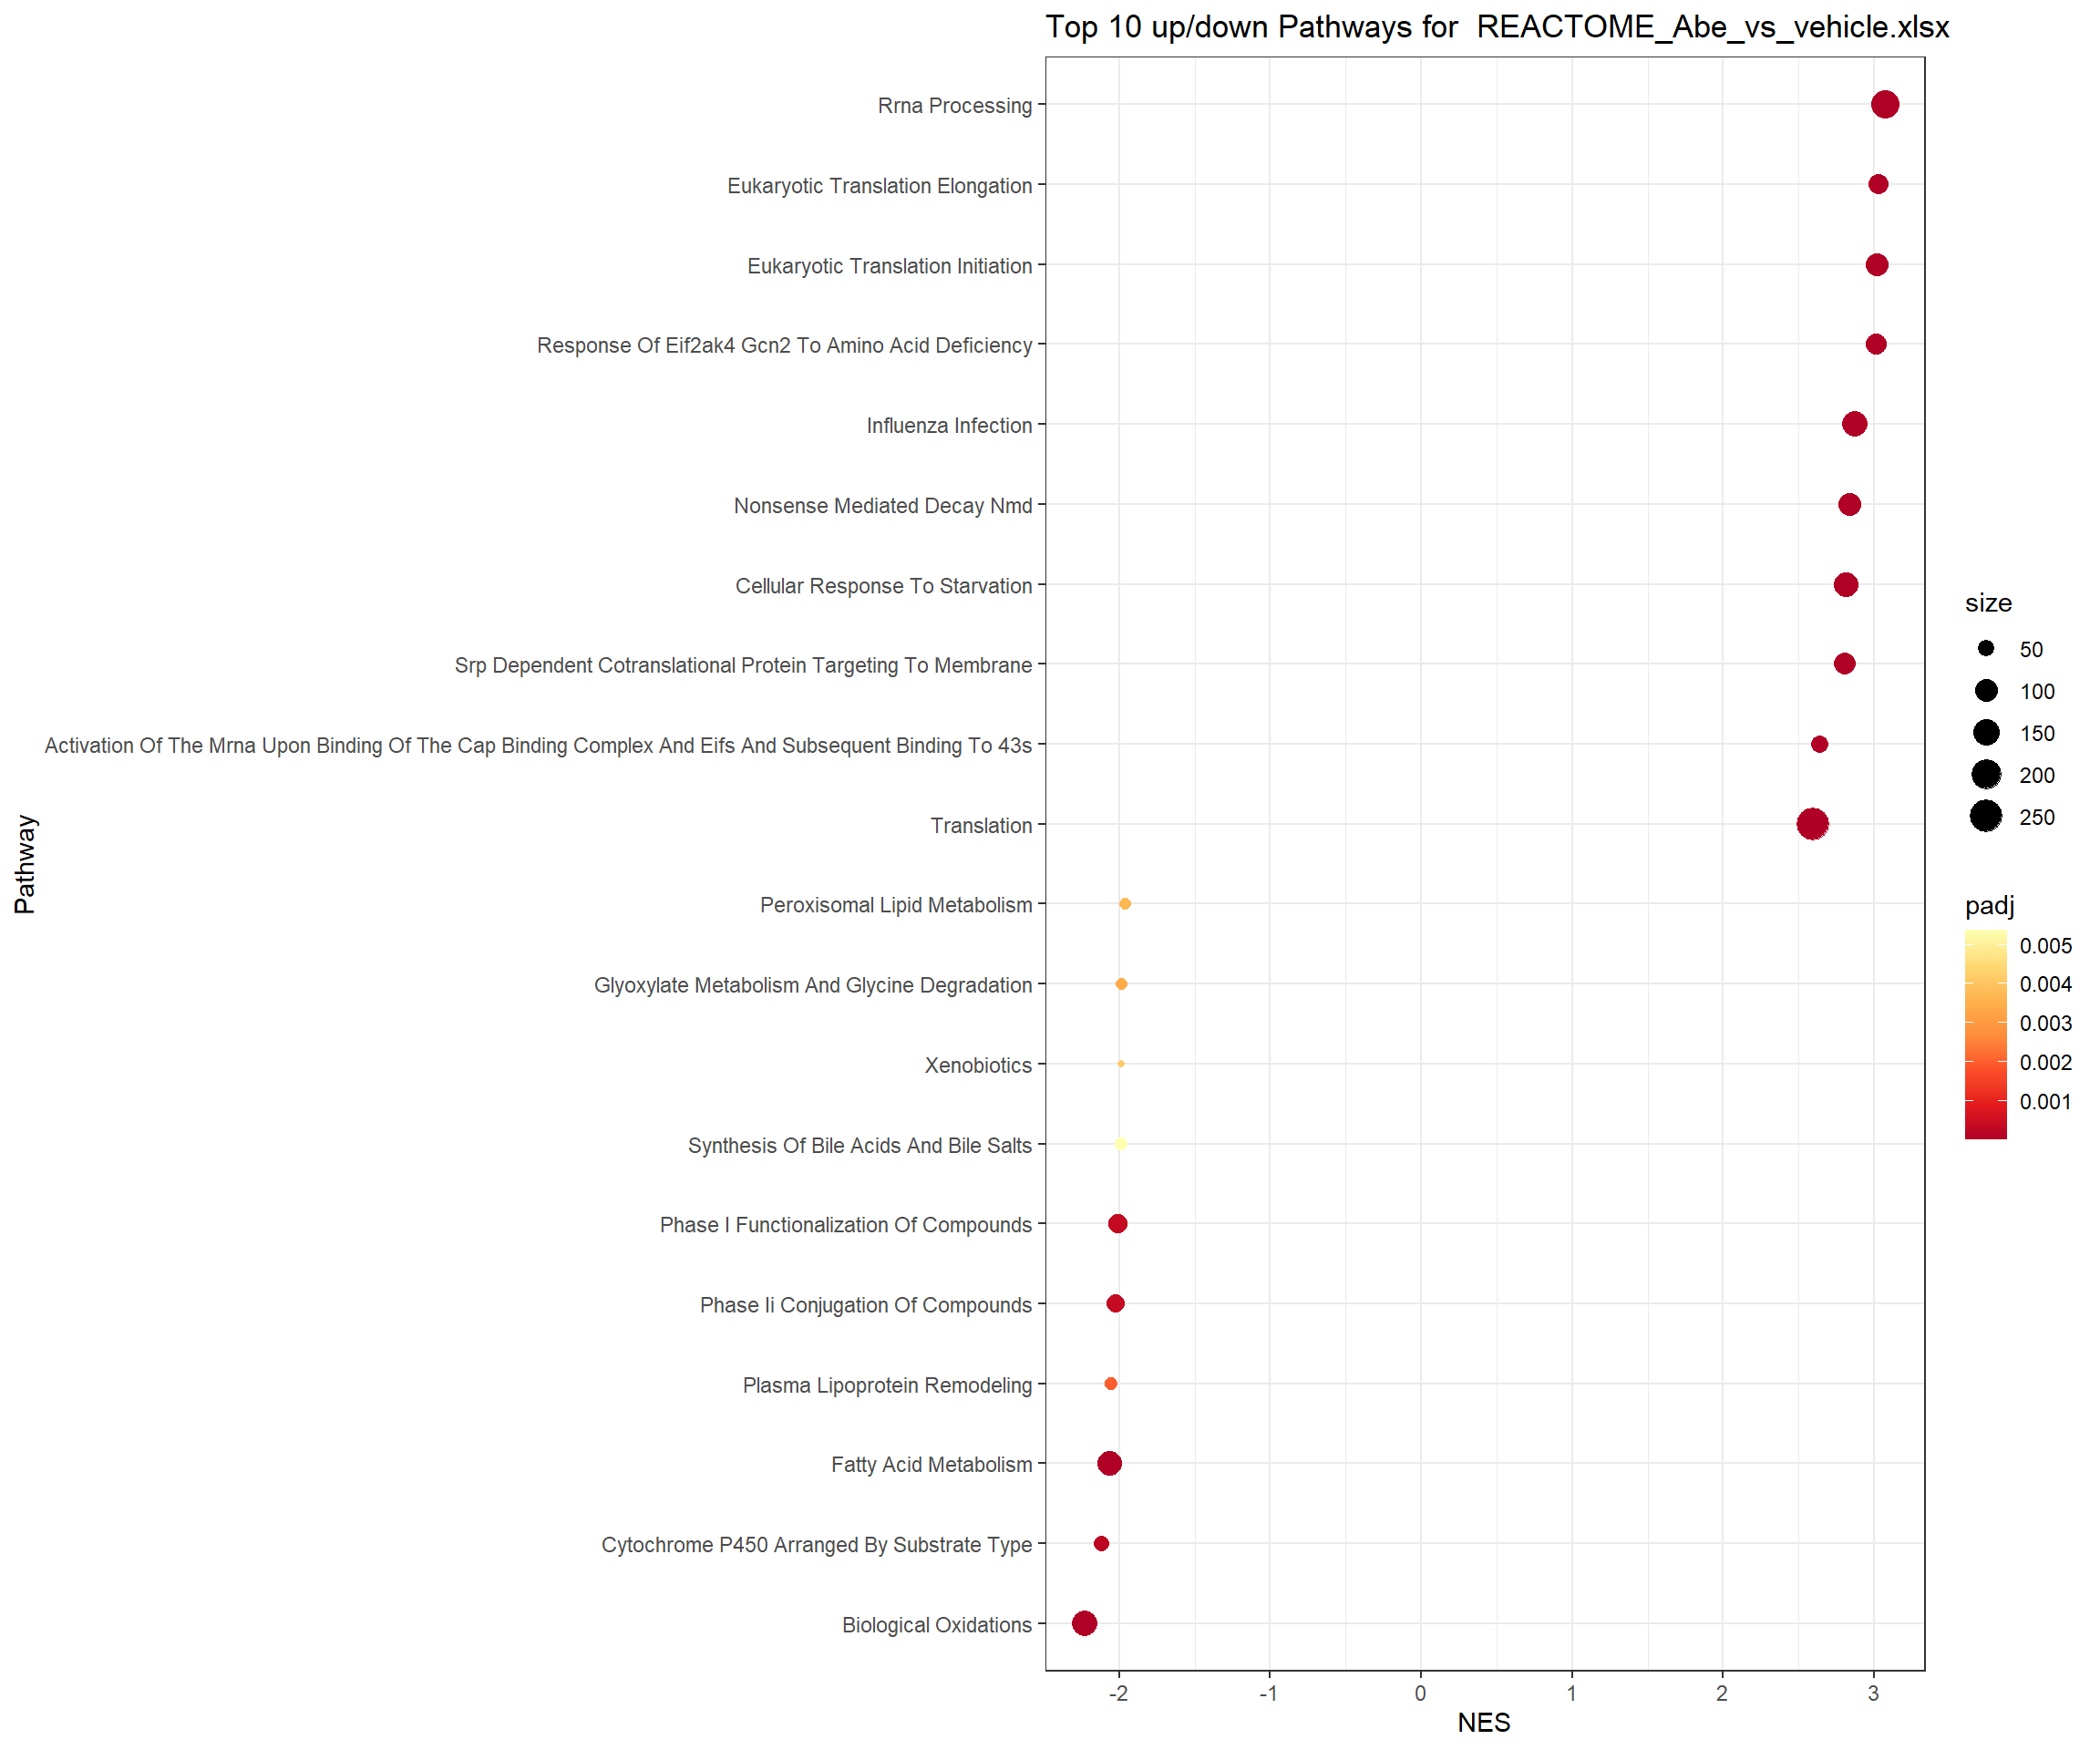 Top 10 up/down Pathways for  REACTOME_Abe_vs_vehicle.xlsx
Pathway
Rrna Processing
Eukaryotic Translation Elongation
Eukaryotic Translation Initiation
Response Of Eif2ak4 Gcn2 To Amino Acid Deficiency
Influenza Infection
Nonsense Mediated Decay Nmd
Cellular Response To Starvation
Srp Dependent Cotranslational Protein Targeting To Membrane
Activation Of The Mrna Upon Binding Of The Cap Binding Complex And Eifs And Subsequent Binding To 43s
Translation
Peroxisomal Lipid Metabolism
Glyoxylate Metabolism And Glycine Degradation
Xenobiotics
Synthesis Of Bile Acids And Bile Salts
Phase I Functionalization Of Compounds
Phase Ii Conjugation Of Compounds
Plasma Lipoprotein Remodeling
Fatty Acid Metabolism
Cytochrome P450 Arranged By Substrate Type
Biological Oxidations
-2 -1 0 1 2 3
NES
size
50
100
150
200
250
padj
0.005
0.004
0.003
0.002
0.001